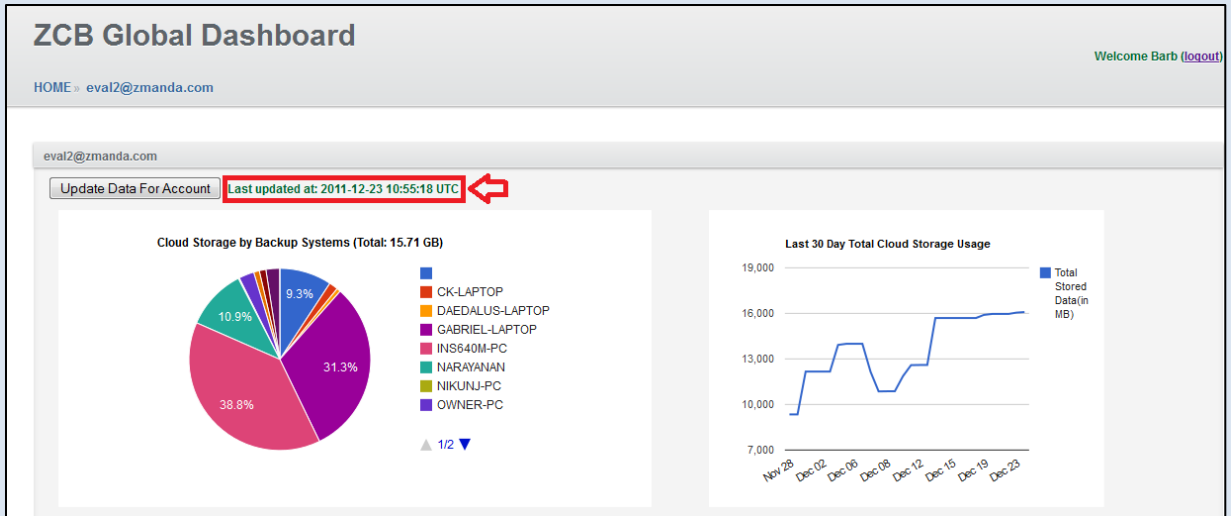 ZCB Global Dashboard
Welcome Barb (logout)
HOME » eval2@zmanda.com
eval2@zmanda.com
Update Data For Account
Last updated at: 2011-12-23 10:55:18 UTC
Cloud Storage by Backup Systems (Total: 15.71 GB)
9.3%
10.9%
31.3%
38.8%
CK-LAPTOP
DAEDALUS-LAPTOP
GABRIEL-LAPTOP
INS640M-PC
NARAYANAN
NIKUNJ-PC
OWNER-PC
1/2
Last 30 Day Total Cloud Storage Usage
19,000
16,000
13,000
10,000
7,000
Nov 28
Dec 02
Dec 06
Dec 08
Dec 12
Dec 15
Dec 19
Dec 23
Total
Stored
Data(in
MB)